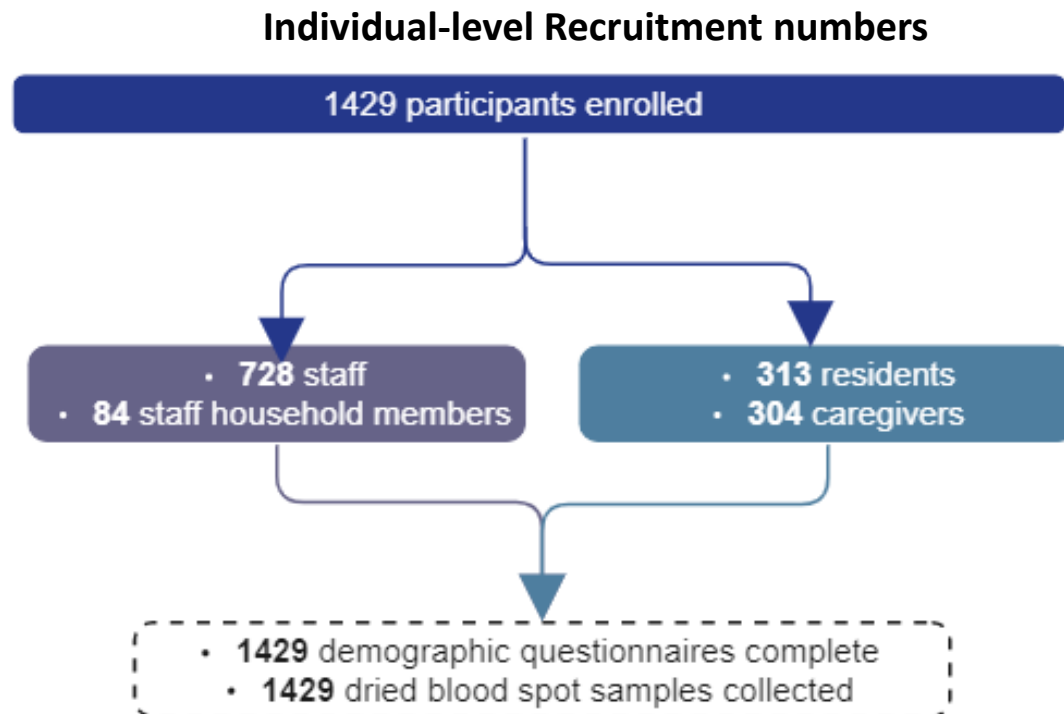 Individual-level Recruitment numbers
1429 participants enrolled
• 728 staff
• 84 staff household members
• 313 residents
• 304 caregivers
• 1429 demographic questionnaires complete
• 1429 dried blood spot samples collected